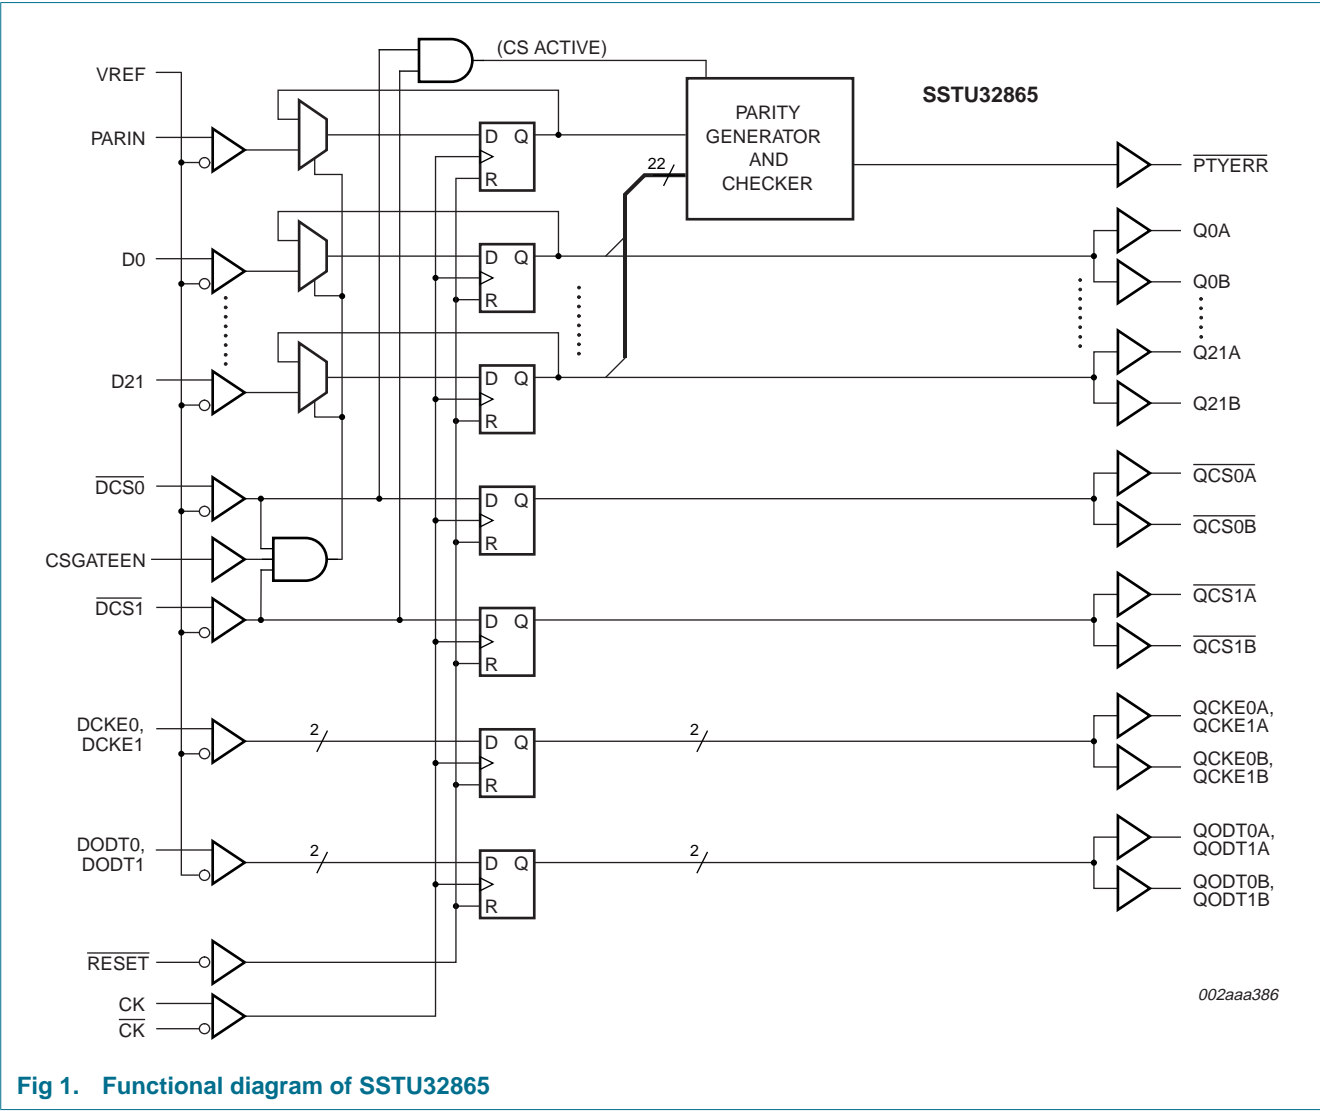 (CS ACTIVE)
VREF
SSTU32865
PARITY
GENERATOR
AND
CHECKER
PARIN
D Q
R
22
PTYERR
Q0A
D0
D Q
R
Q0B
Q21A
D21
D Q
R
Q21B
DCS0
D Q
R
QCS0A
QCS0B
CSGATEEN
DCS1
D Q
R
QCS1A
QCS1B
DCKE0,
DCKE1
2
D Q
R
2
QCKE0A,
QCKE1A
QCKE0B,
QCKE1B
DODT0,
DODT1
2
D Q
R
2
QODT0A,
QODT1A
QODT0B,
QODT1B
RESET
CK
CK
002aaa386
Fig 1. Functional diagram of SSTU32865